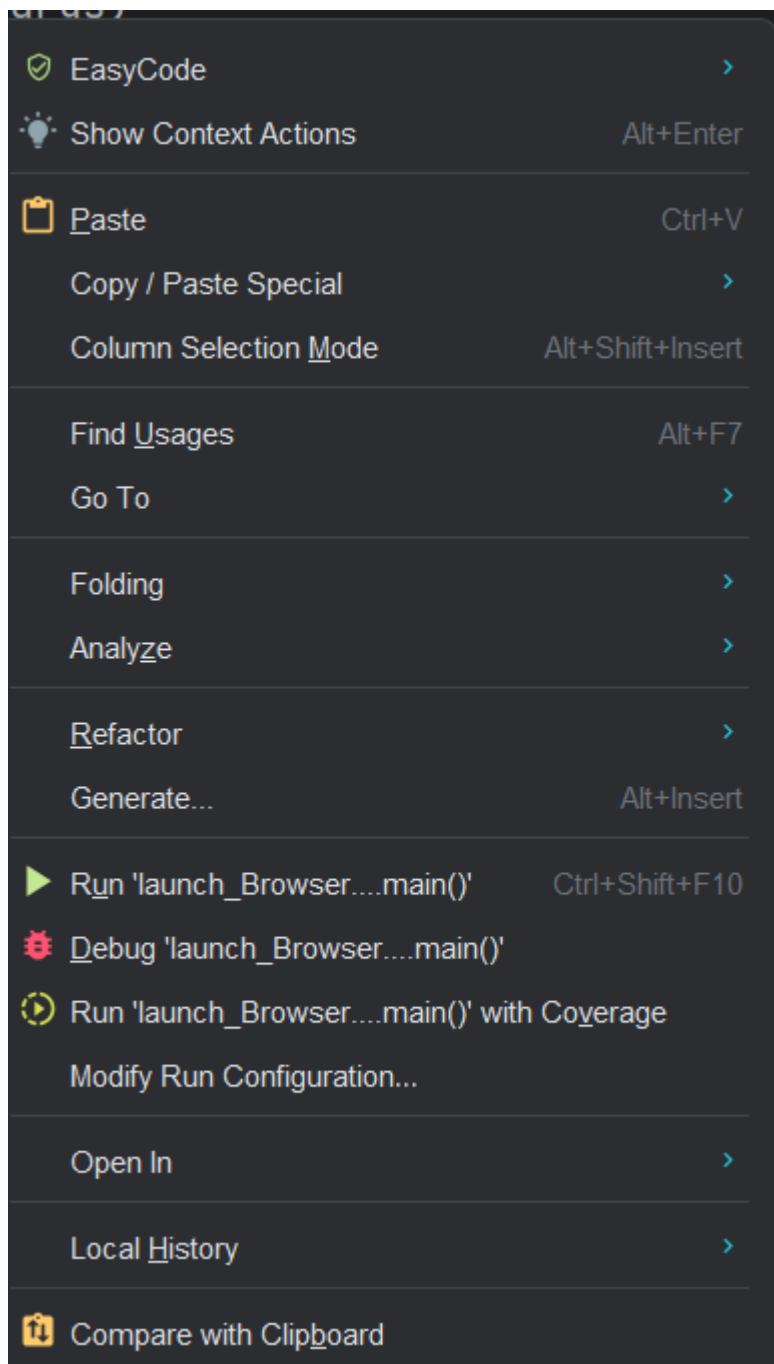 EasyCode
Show Context Actions Alt+Enter
Paste Ctrl+V
Copy / Paste Special
Column Selection Mode Alt+Shift+Insert
Find Usages Alt+F7
Go To
Folding
Analyze
Refactor
Generate... Alt+Insert
Run 'launch_Browser....main()' Ctrl+Shift+F10
Debug 'launch_Browser....main()'
Run 'launch_Browser....main()' with Coverage
Modify Run Configuration...
Open In
Local History
Compare with Clipboard